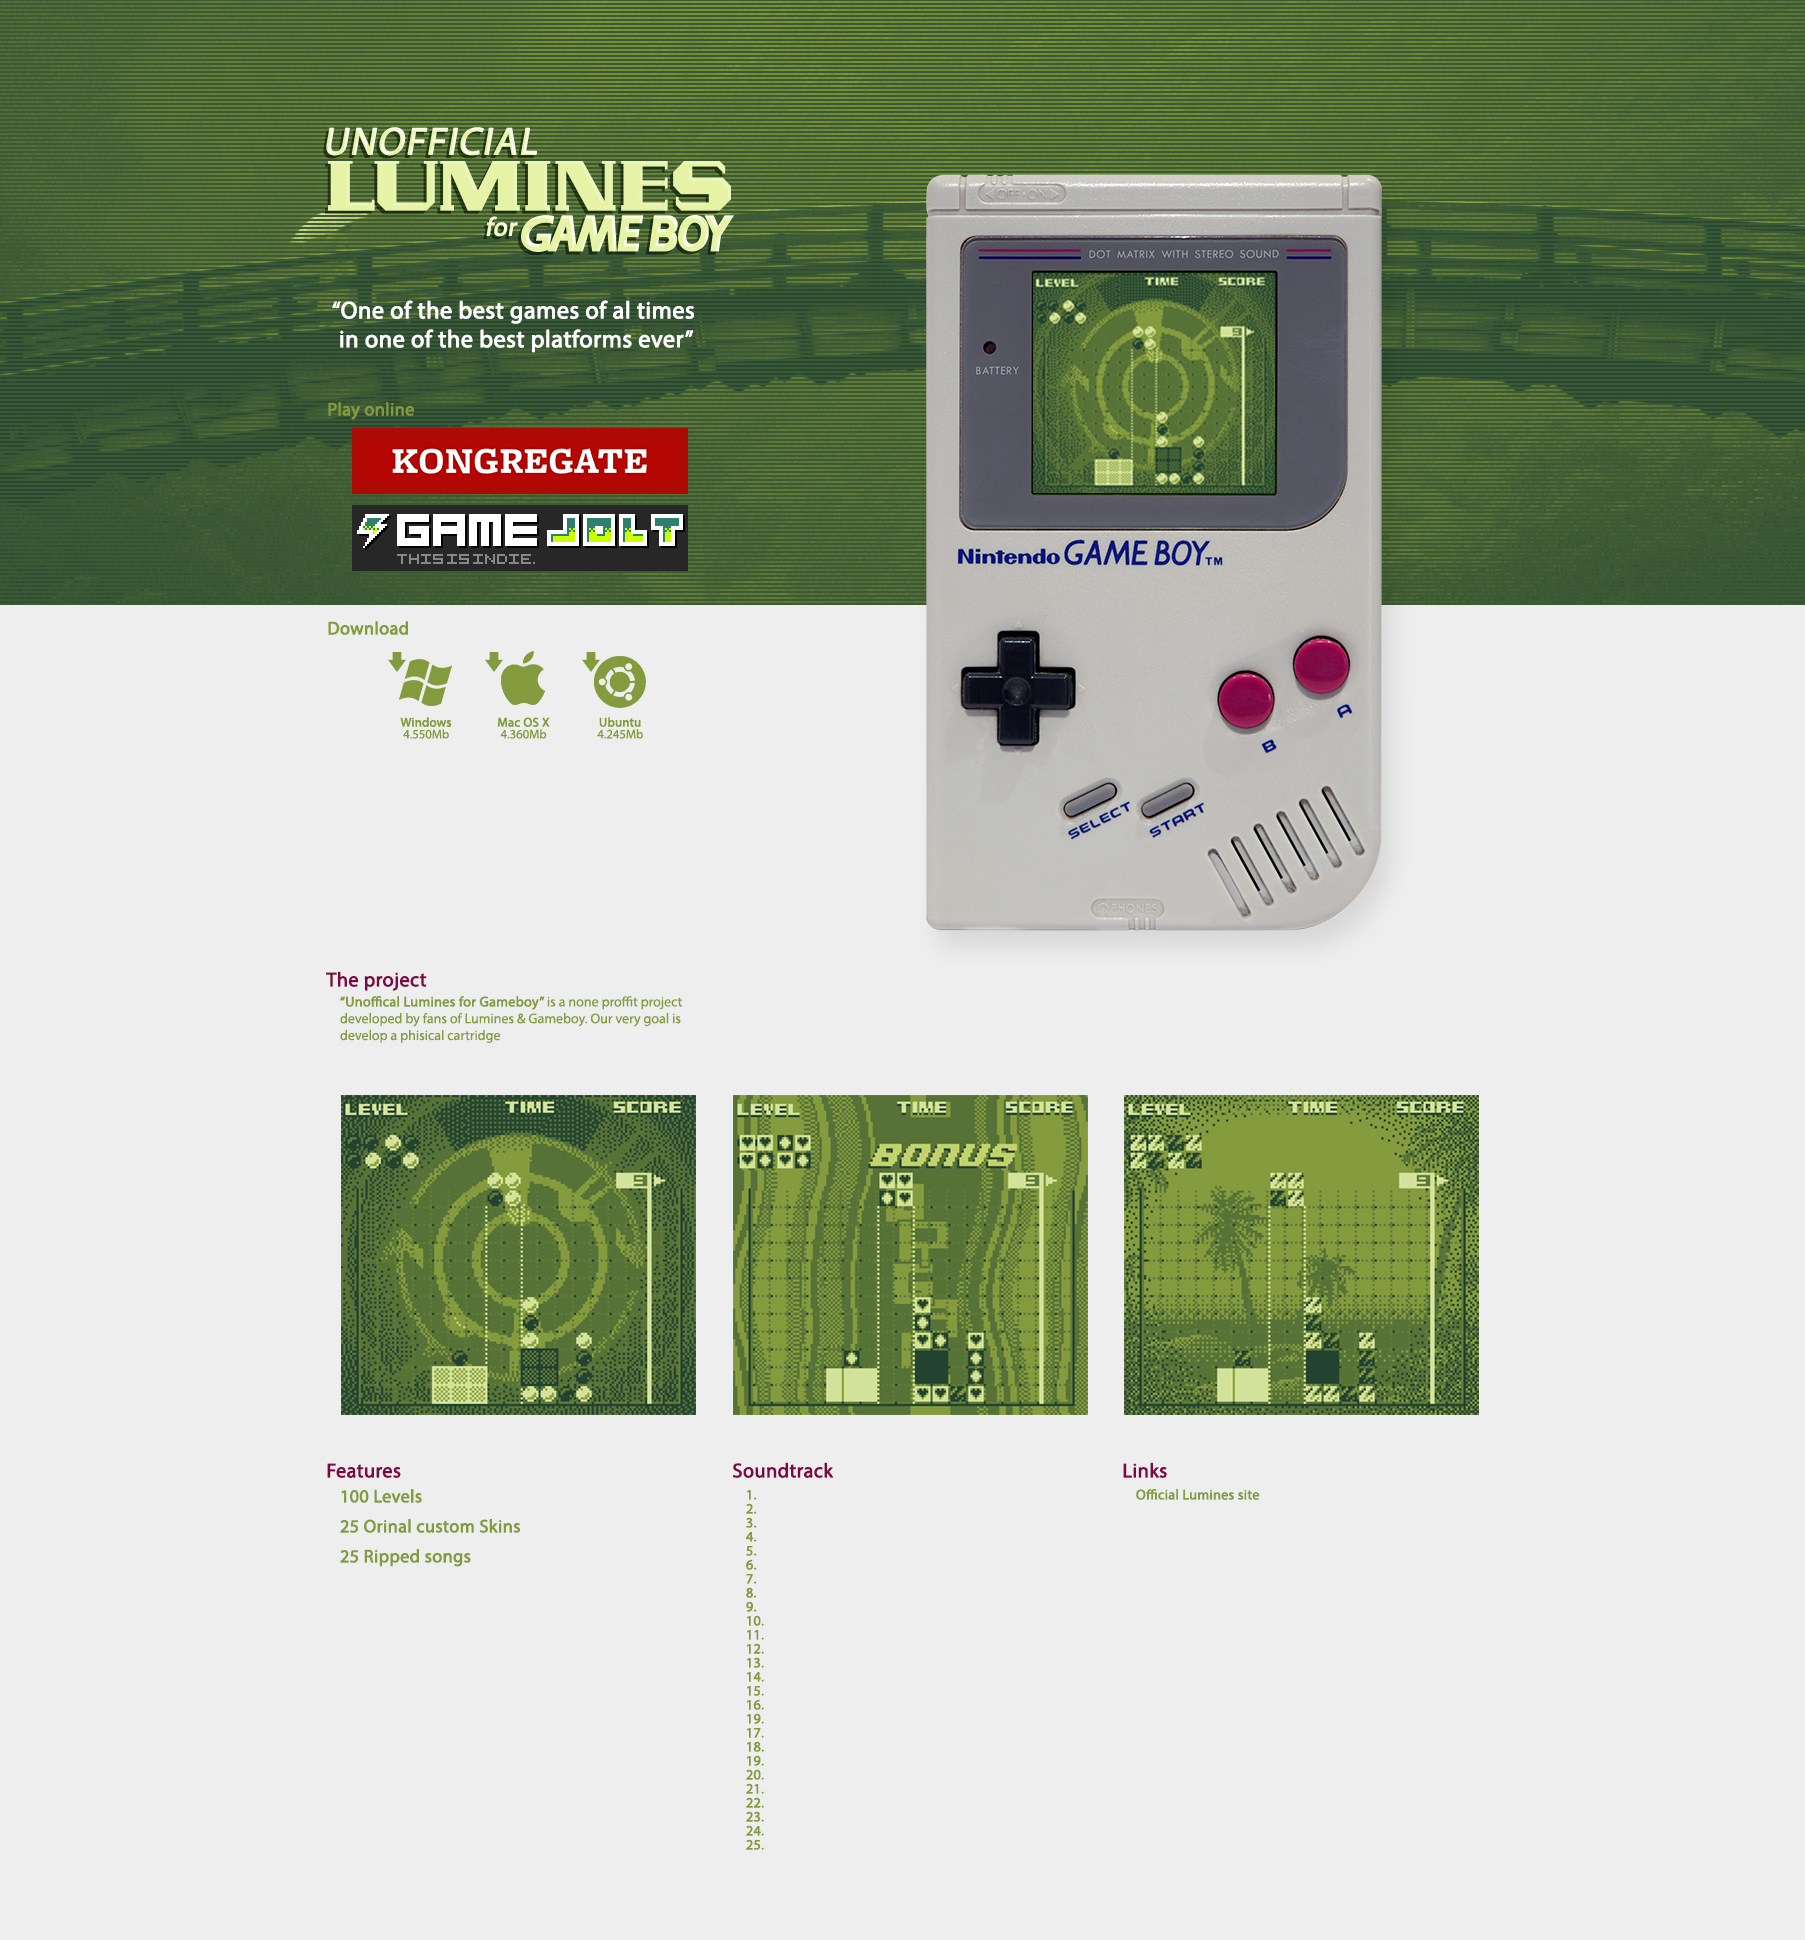 UNOFFICIAL
LUMINES
for GAME BOY
“One of the best games of al times
in one of the best platforms ever”
Play online
KONGREGATE
GAME JOLT
THIS IS INDIE.
OFF•ON
DOT MATRIX WITH STEREO SOUND
LEVEL TIME SCORE
9
BATTERY
Nintendo GAME BOY TM
B
A
SELECT
START
PHONES
Download
Windows
4.550Mb
Mac OS X
4.360Mb
Ubuntu
4.245Mb
The project
“Unoffical Lumines for Gameboy” is a none proffit project
developed by fans of Lumines & Gameboy. Our very goal is
develop a phisical cartridge
LEVEL TIME SCORE
9
LEVEL TIME SCORE
BONUS
9
LEVEL TIME SCORE
9
Features
100 Levels
25 Orinal custom Skins
25 Ripped songs
Soundtrack
1.
2.
3.
4.
5.
6.
7.
8.
9.
10.
11.
12.
13.
14.
15.
16.
19.
17.
18.
19.
20.
21.
22.
23.
24.
25.
Links
Official Lumines site